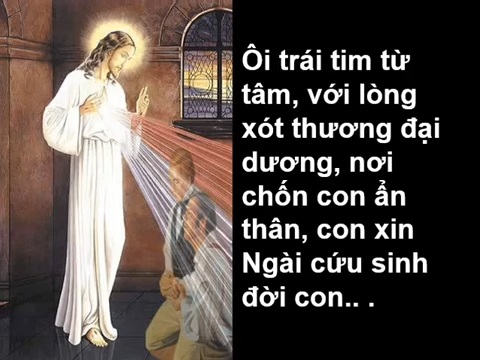 Ôi trái tim từ
tâm, với lòng
xót thương đại
dương, nơi
chốn con ẩn
thân, con xin
Ngài cứu sinh
đời con.. .